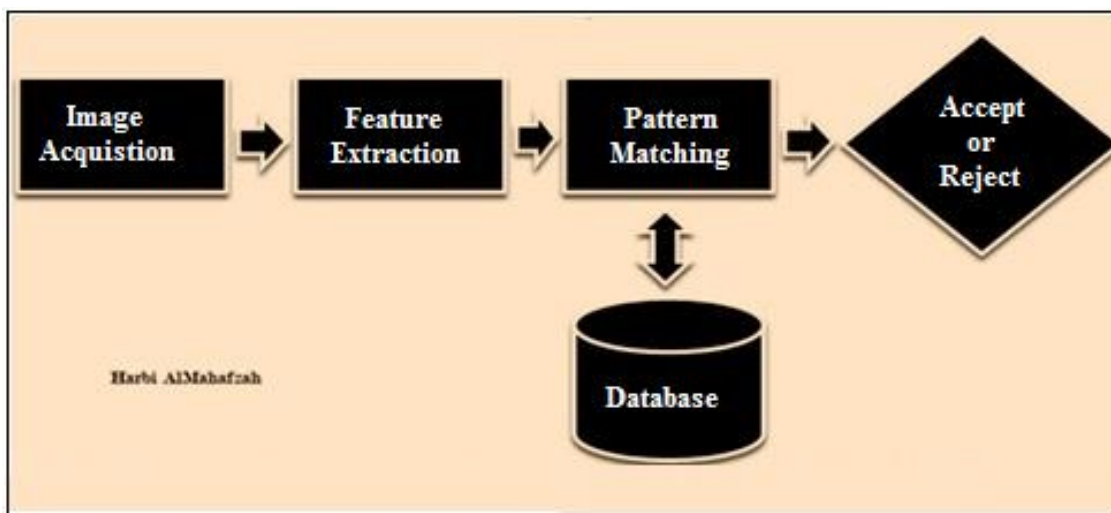 Image
Acquistion
Feature
Extraction
Pattern
Matching
Accept
or
Reject
Database
Harbi AlMahafzah